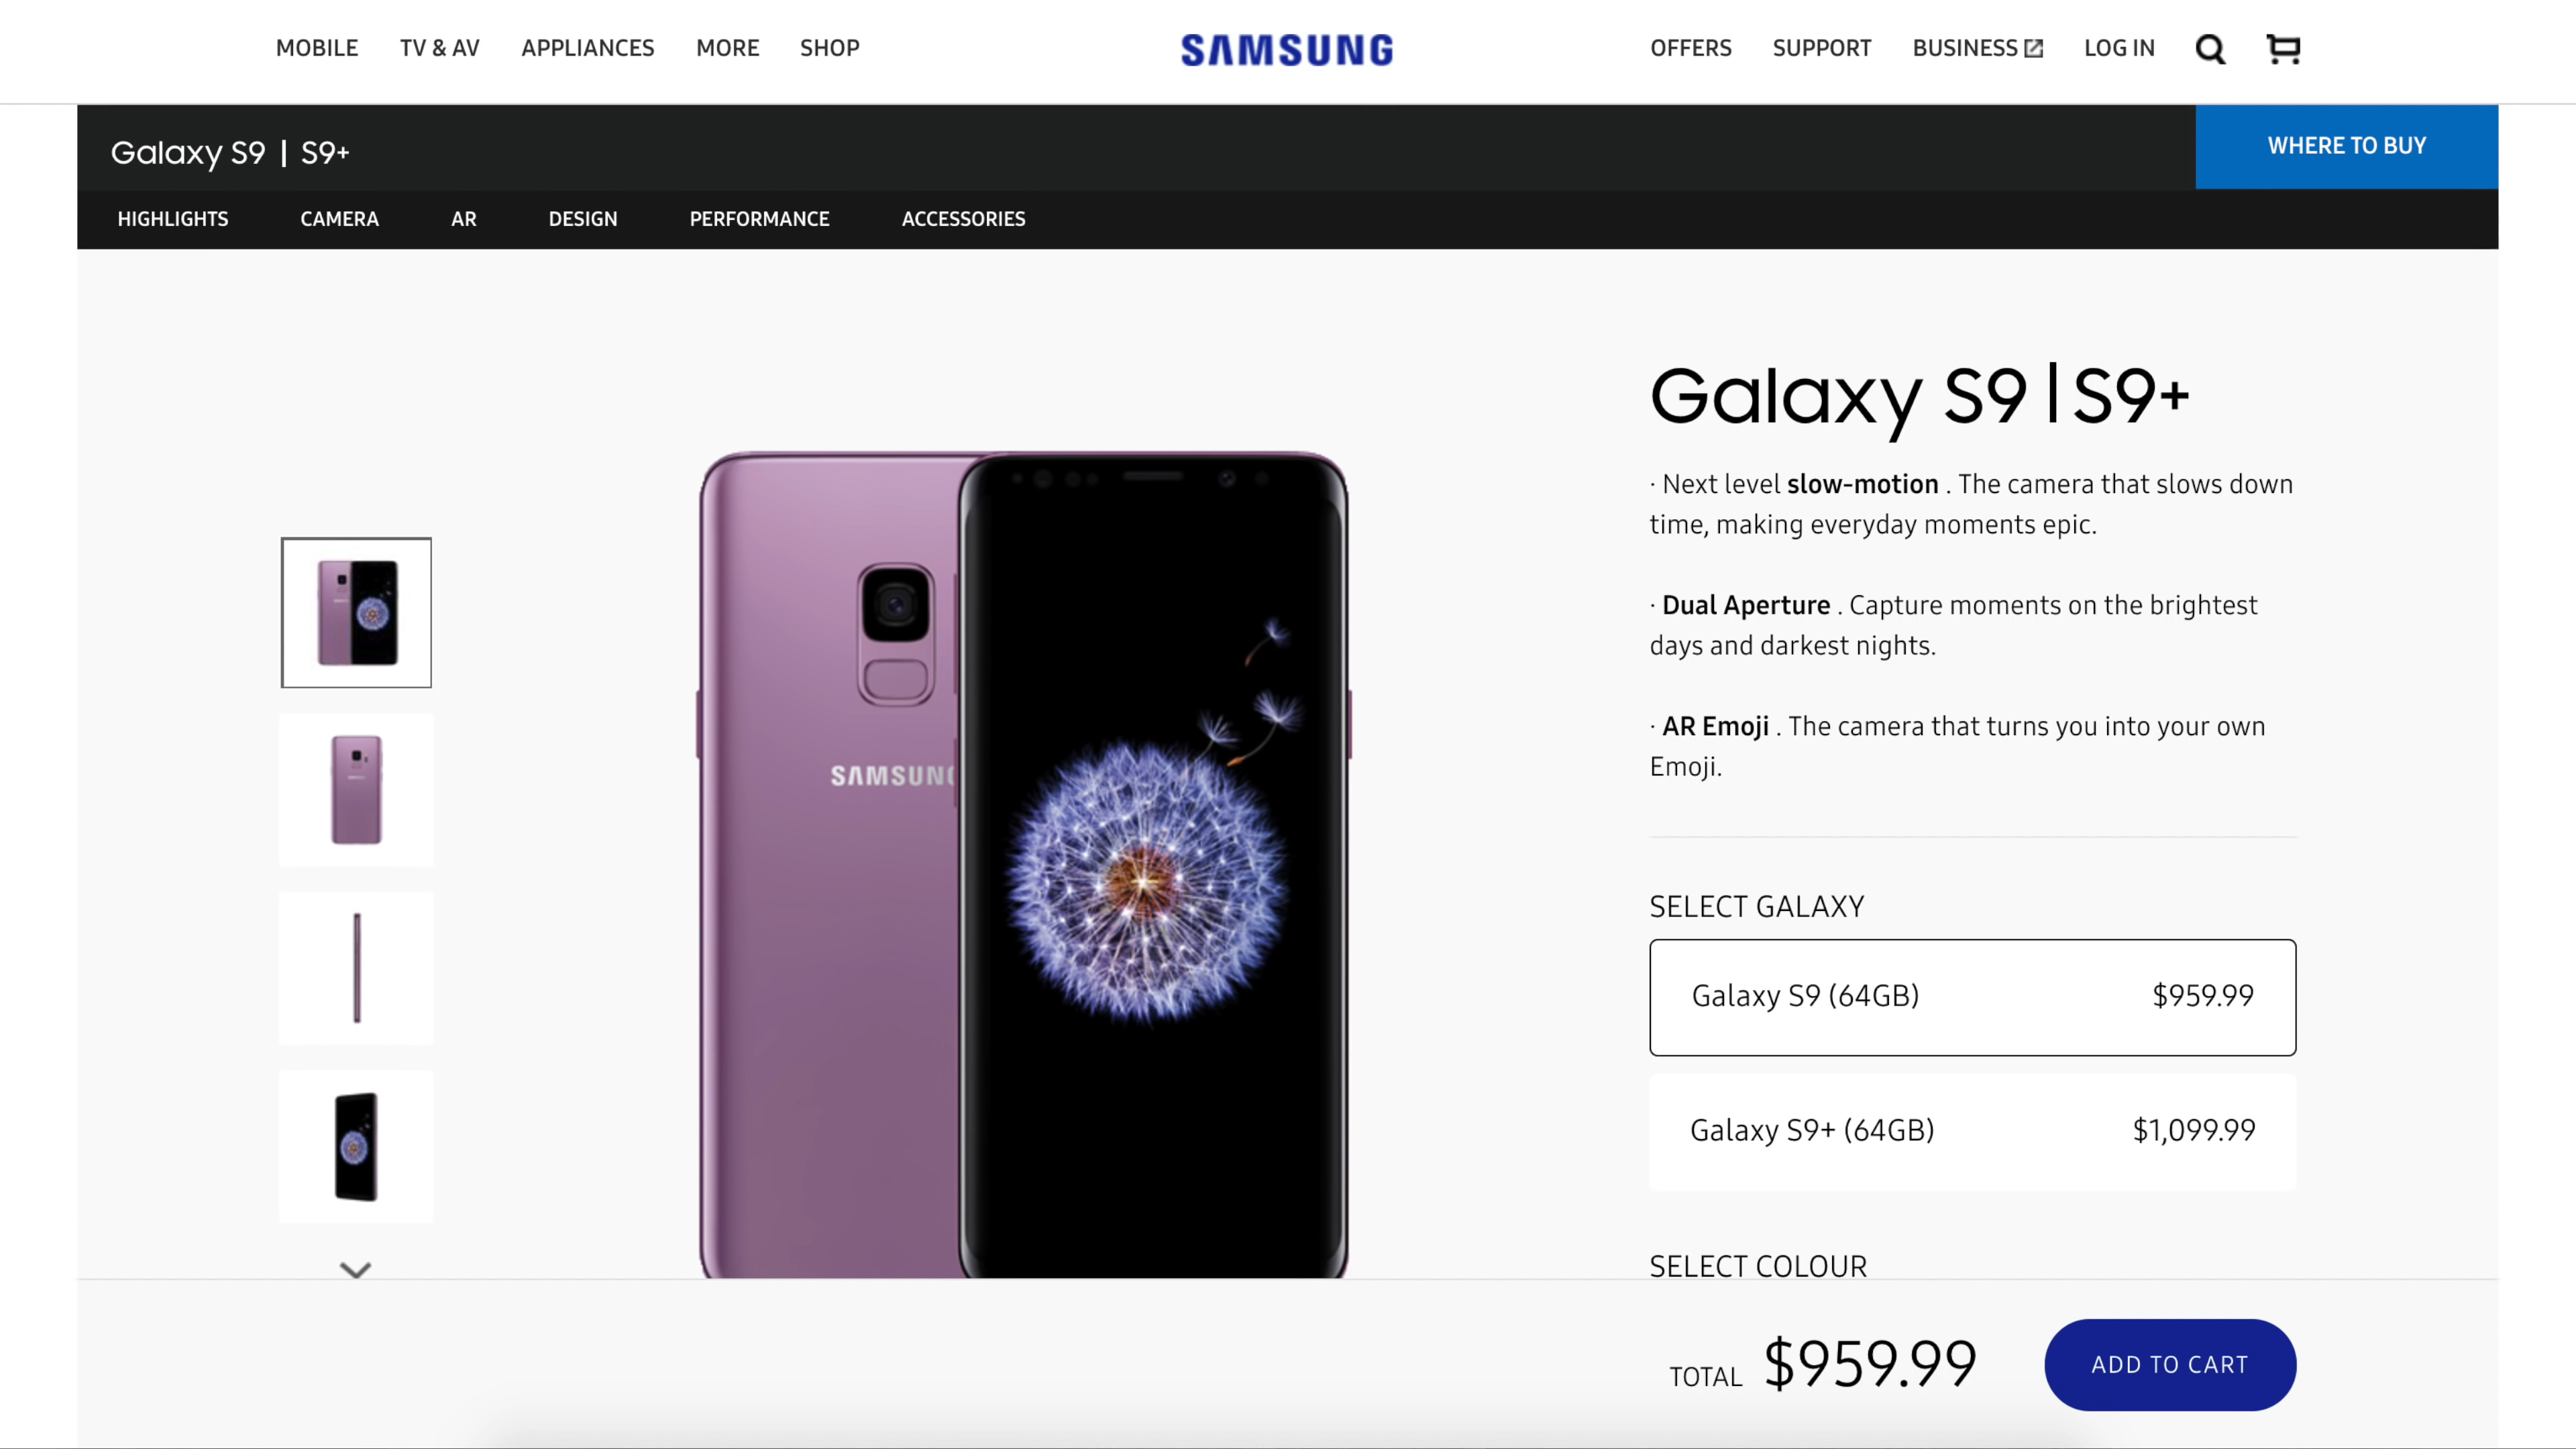 MOBILE TV & AV APPLIANCES MORE SHOP SAMSUNG OFFERS SUPPORT BUSINESS LOG IN
Galaxy S9 | S9+ WHERE TO BUY
HIGHLIGHTS CAMERA AR DESIGN PERFORMANCE ACCESSORIES
SAMSUNG
Galaxy S9 | S9+
· Next level slow-motion . The camera that slows down
time, making everyday moments epic.
· Dual Aperture . Capture moments on the brightest
days and darkest nights.
· AR Emoji . The camera that turns you into your own
Emoji.
SELECT GALAXY
Galaxy S9 (64GB) $959.99
Galaxy S9+ (64GB) $1,099.99
SELECT COLOUR
TOTAL $959.99 ADD TO CART